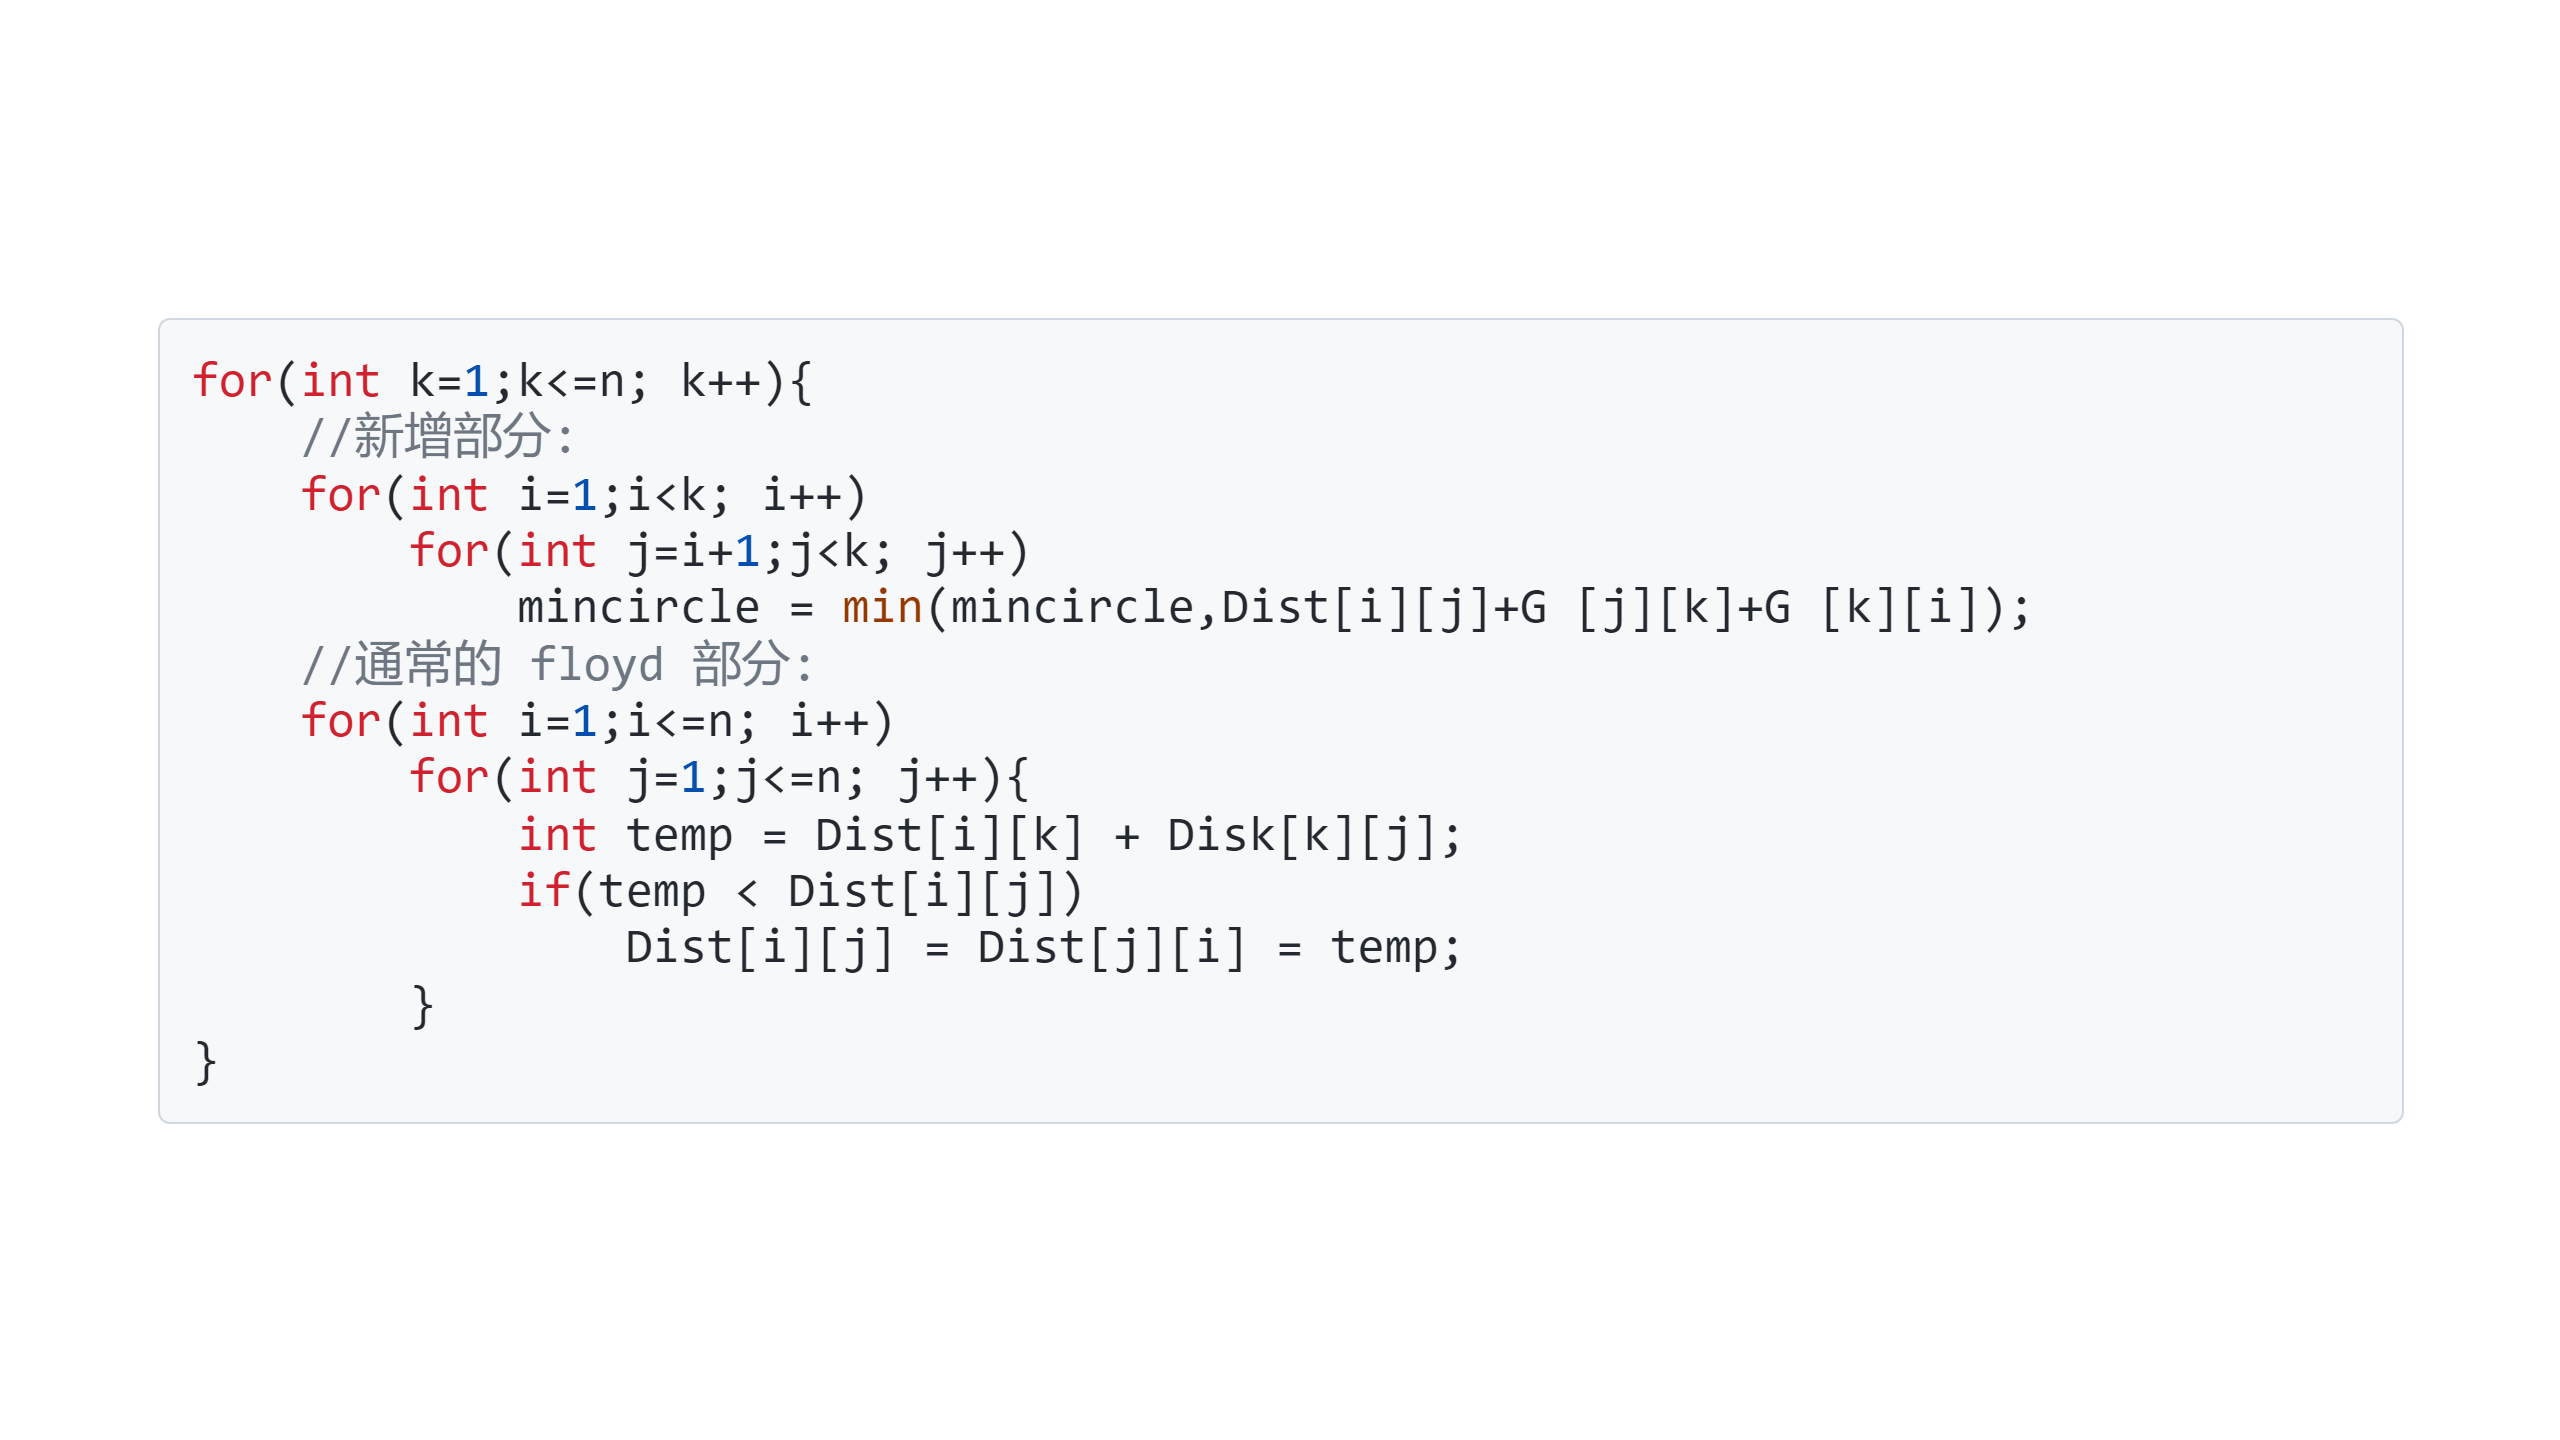 for(int k=1;k<=n; k++){
    //新增部分:
    for(int i=1;i<k; i++)
        for(int j=i+1;j<k; j++)
            mincircle = min(mincircle,Dist[i][j]+G [j][k]+G [k][i]);
    //通常的 floyd 部分:
    for(int i=1;i<=n; i++)
        for(int j=1;j<=n; j++){
            int temp = Dist[i][k] + Disk[k][j];
            if(temp < Dist[i][j])
                Dist[i][j] = Dist[j][i] = temp;
        }
}